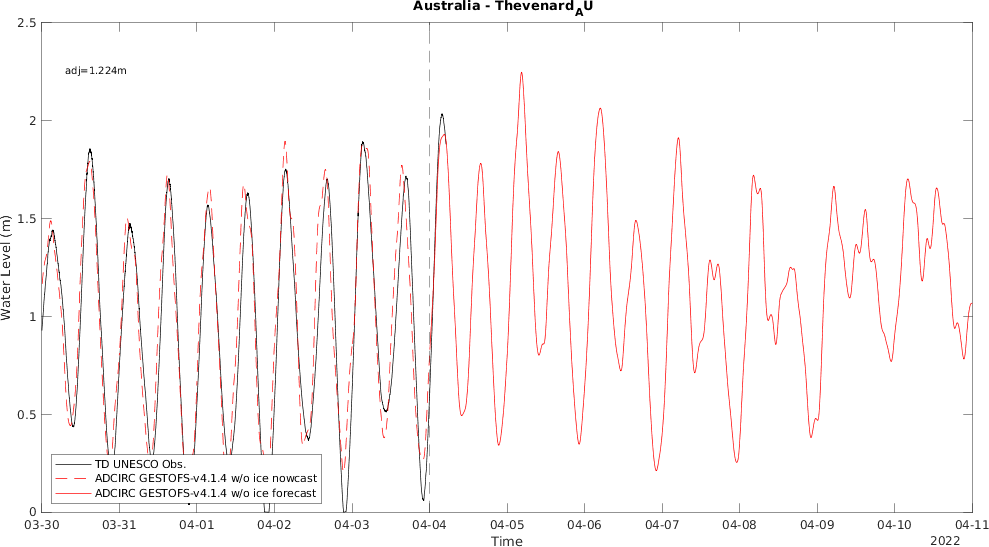 Australia - Thevenard_AU
2.5
adj=1.224m
2
1.5
Water Level (m)
1
0.5
TD UNESCO Obs.
ADCIRC GESTOFS-v4.1.4 w/o ice nowcast
ADCIRC GESTOFS-v4.1.4 w/o ice forecast
0
03-30 03-31 04-01 04-02 04-03 04-04 04-05 04-06 04-07 04-08 04-09 04-10 04-11
Time
2022